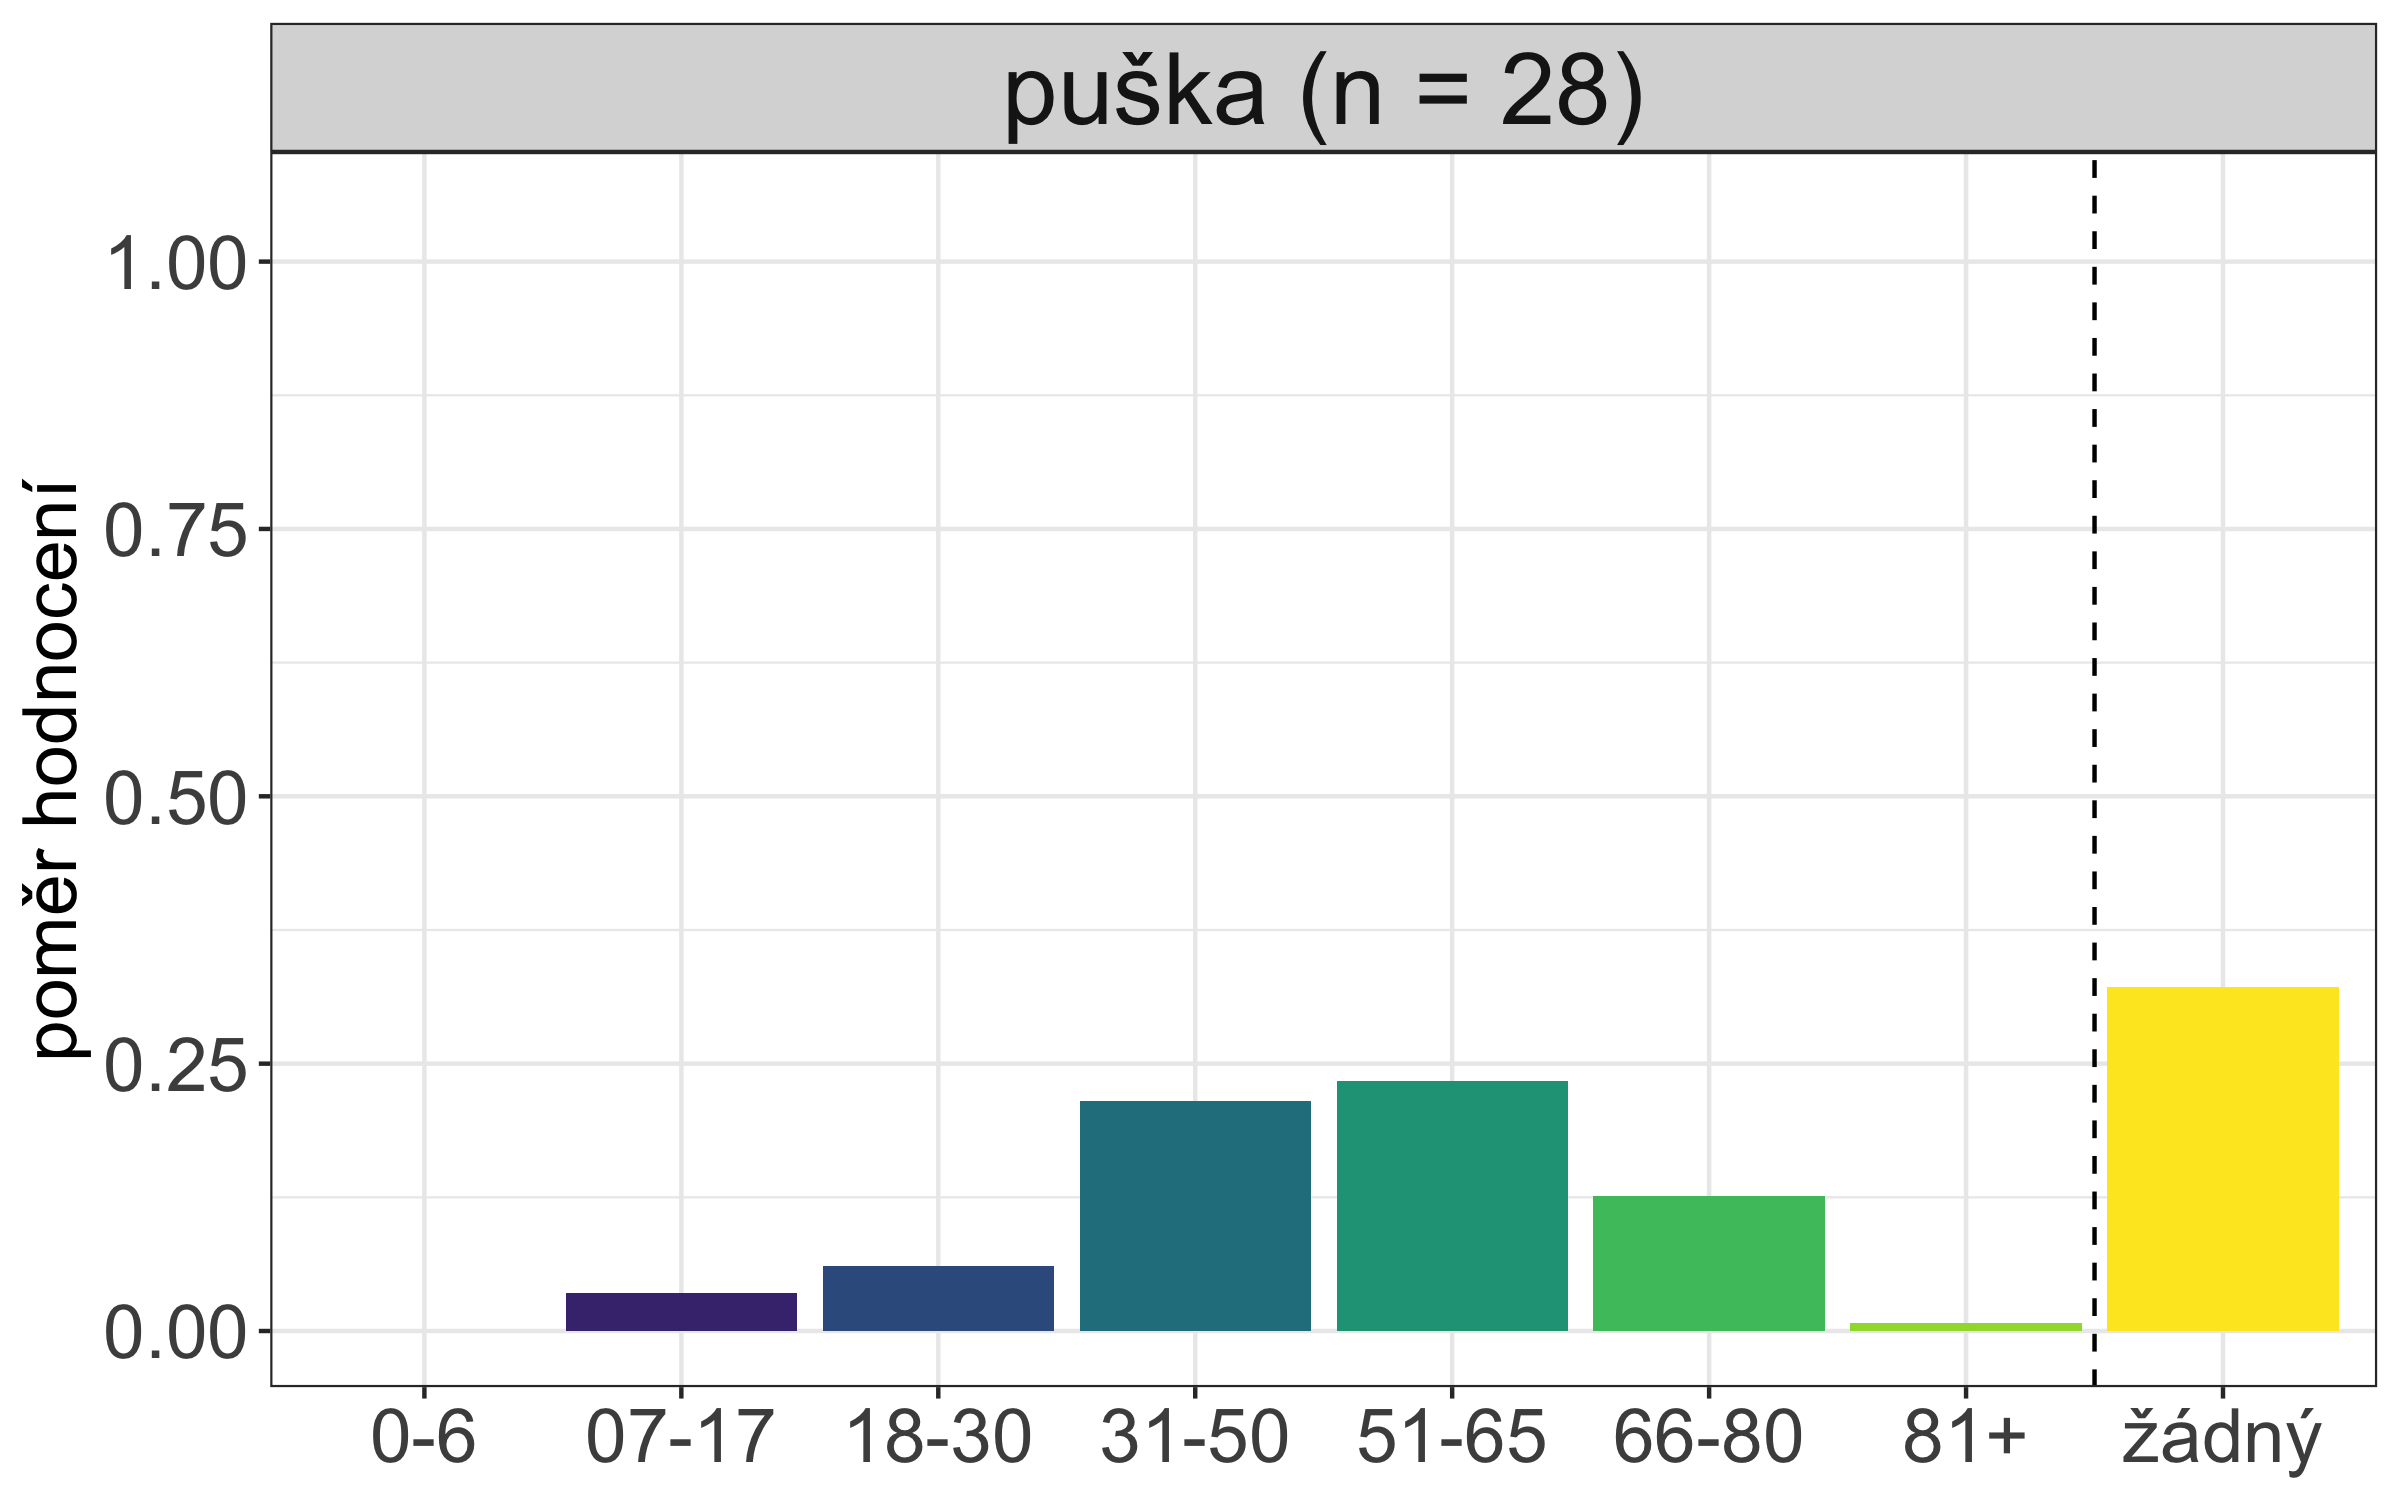 puška (n = 28)
poměr hodnocení
1.00
0.75
0.50
0.25
0.00
0-6 07-17 18-30 31-50 51-65 66-80 81+ žádný